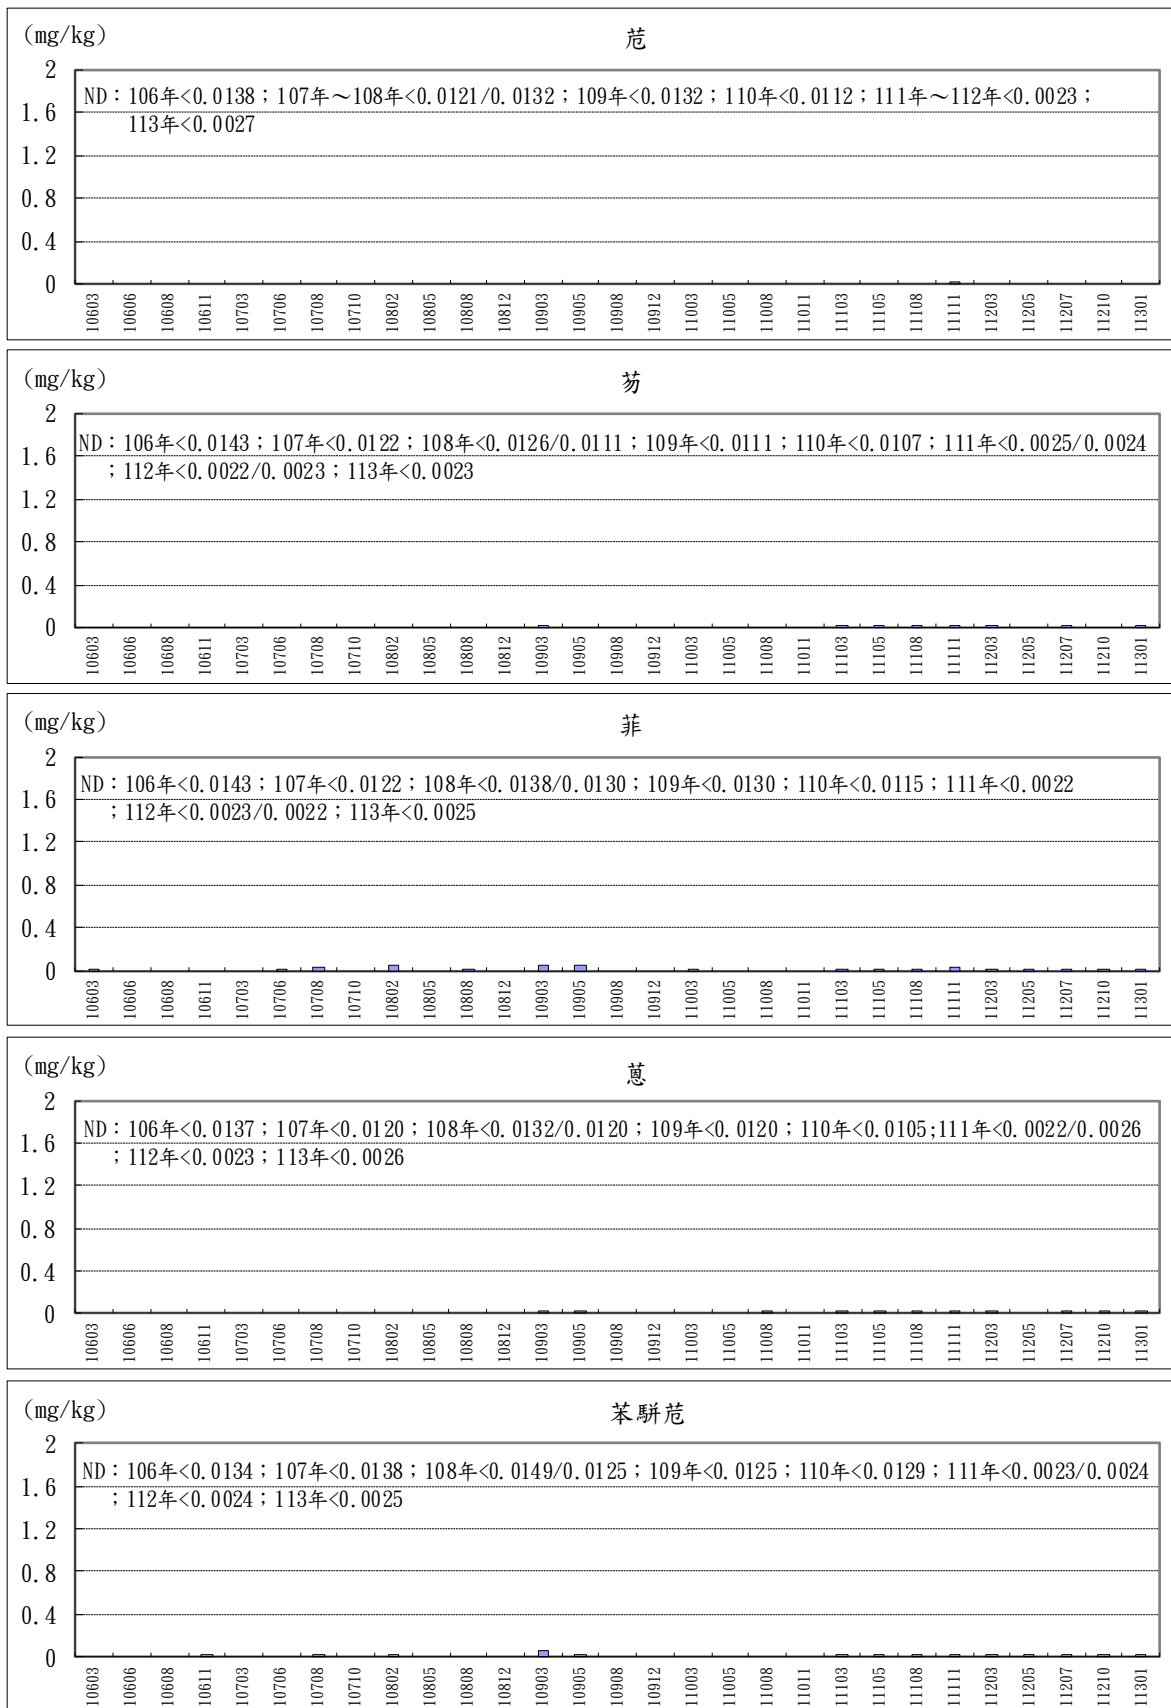 (mg/kg)
苊
2
ND：106年<0.0138；107年～108年<0.0121/0.0132；109年<0.0132；110年<0.0112；111年～112年<0.0023；
113年<0.0027
1.6
1.2
0.8
0.4
0
10603 10606 10608 10611 10703 10706 10708 10710 10802 10805 10808 10812 10903 10905 10908 10912 11003 11005 11008 11011 11103 11105 11108 11111 11203 11205 11207 11210 11301
(mg/kg)
芴
2
ND：106年<0.0143；107年<0.0122；108年<0.0126/0.0111；109年<0.0111；110年<0.0107；111年<0.0025/0.0024
1.6
；112年<0.0022/0.0023；113年<0.0023
1.2
0.8
0.4
0
10603 10606 10608 10611 10703 10706 10708 10710 10802 10805 10808 10812 10903 10905 10908 10912 11003 11005 11008 11011 11103 11105 11108 11111 11203 11205 11207 11210 11301
(mg/kg)
菲
2
ND：106年<0.0143；107年<0.0122；108年<0.0138/0.0130；109年<0.0130；110年<0.0115；111年<0.0022
1.6
；112年<0.0023/0.0022；113年<0.0025
1.2
0.8
0.4
0
10603 10606 10608 10611 10703 10706 10708 10710 10802 10805 10808 10812 10903 10905 10908 10912 11003 11005 11008 11011 11103 11105 11108 11111 11203 11205 11207 11210 11301
(mg/kg)
蒽
2
ND：106年<0.0137；107年<0.0120；108年<0.0132/0.0120；109年<0.0120；110年<0.0105;111年<0.0022/0.0026
1.6
；112年<0.0023；113年<0.0026
1.2
0.8
0.4
0
10603 10606 10608 10611 10703 10706 10708 10710 10802 10805 10808 10812 10903 10905 10908 10912 11003 11005 11008 11011 11103 11105 11108 11111 11203 11205 11207 11210 11301
(mg/kg)
苯駢苊
2
ND：106年<0.0134；107年<0.0138；108年<0.0149/0.0125；109年<0.0125；110年<0.0129；111年<0.0023/0.0024
1.6
；112年<0.0024；113年<0.0025
1.2
0.8
0.4
0
10603 10606 10608 10611 10703 10706 10708 10710 10802 10805 10808 10812 10903 10905 10908 10912 11003 11005 11008 11011 11103 11105 11108 11111 11203 11205 11207 11210 11301